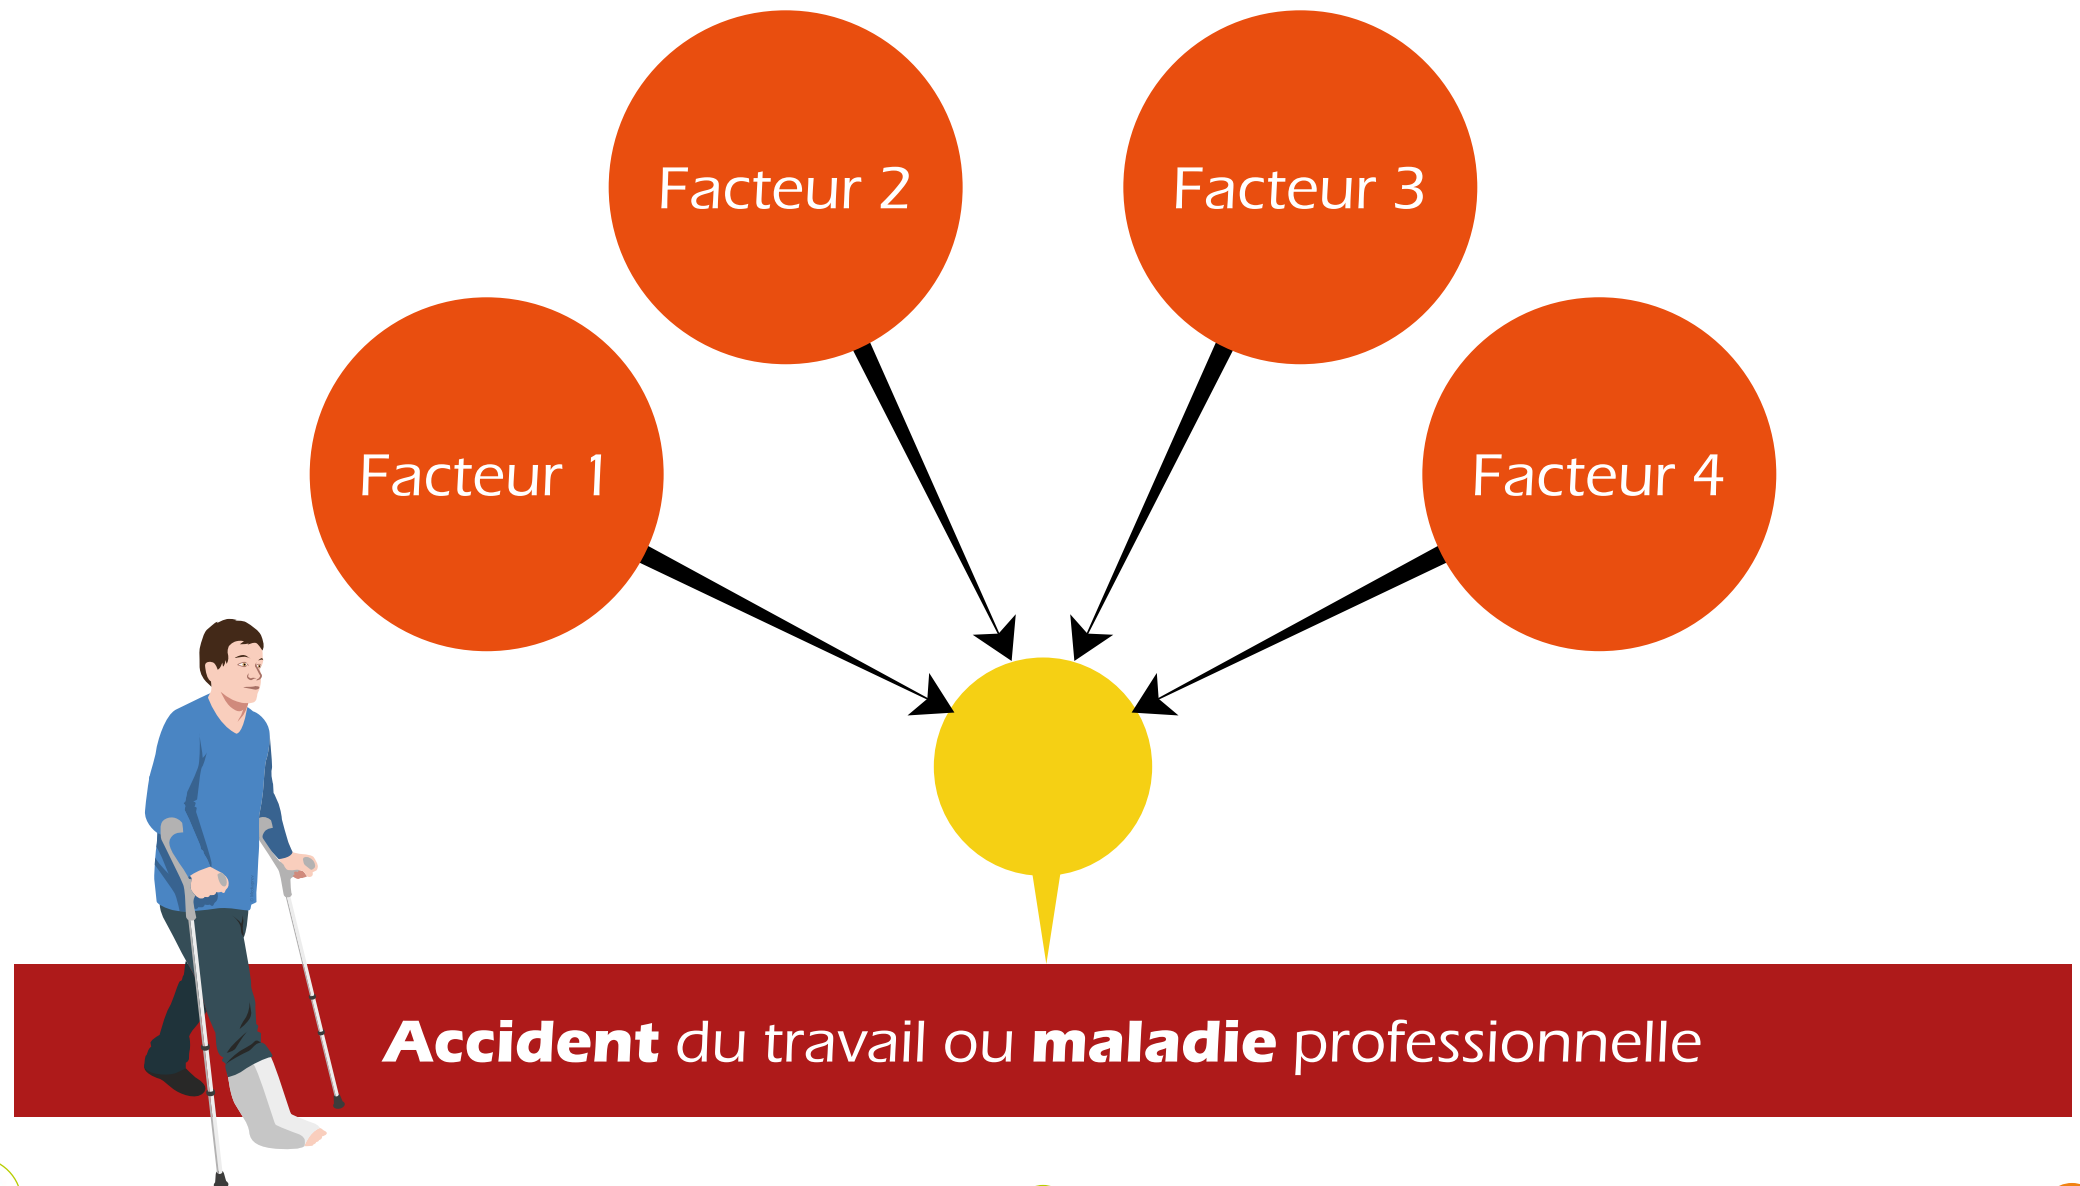 Facteur 2
Facteur 3
Facteur 1
Facteur 4
Accident du travail ou maladie professionnelle